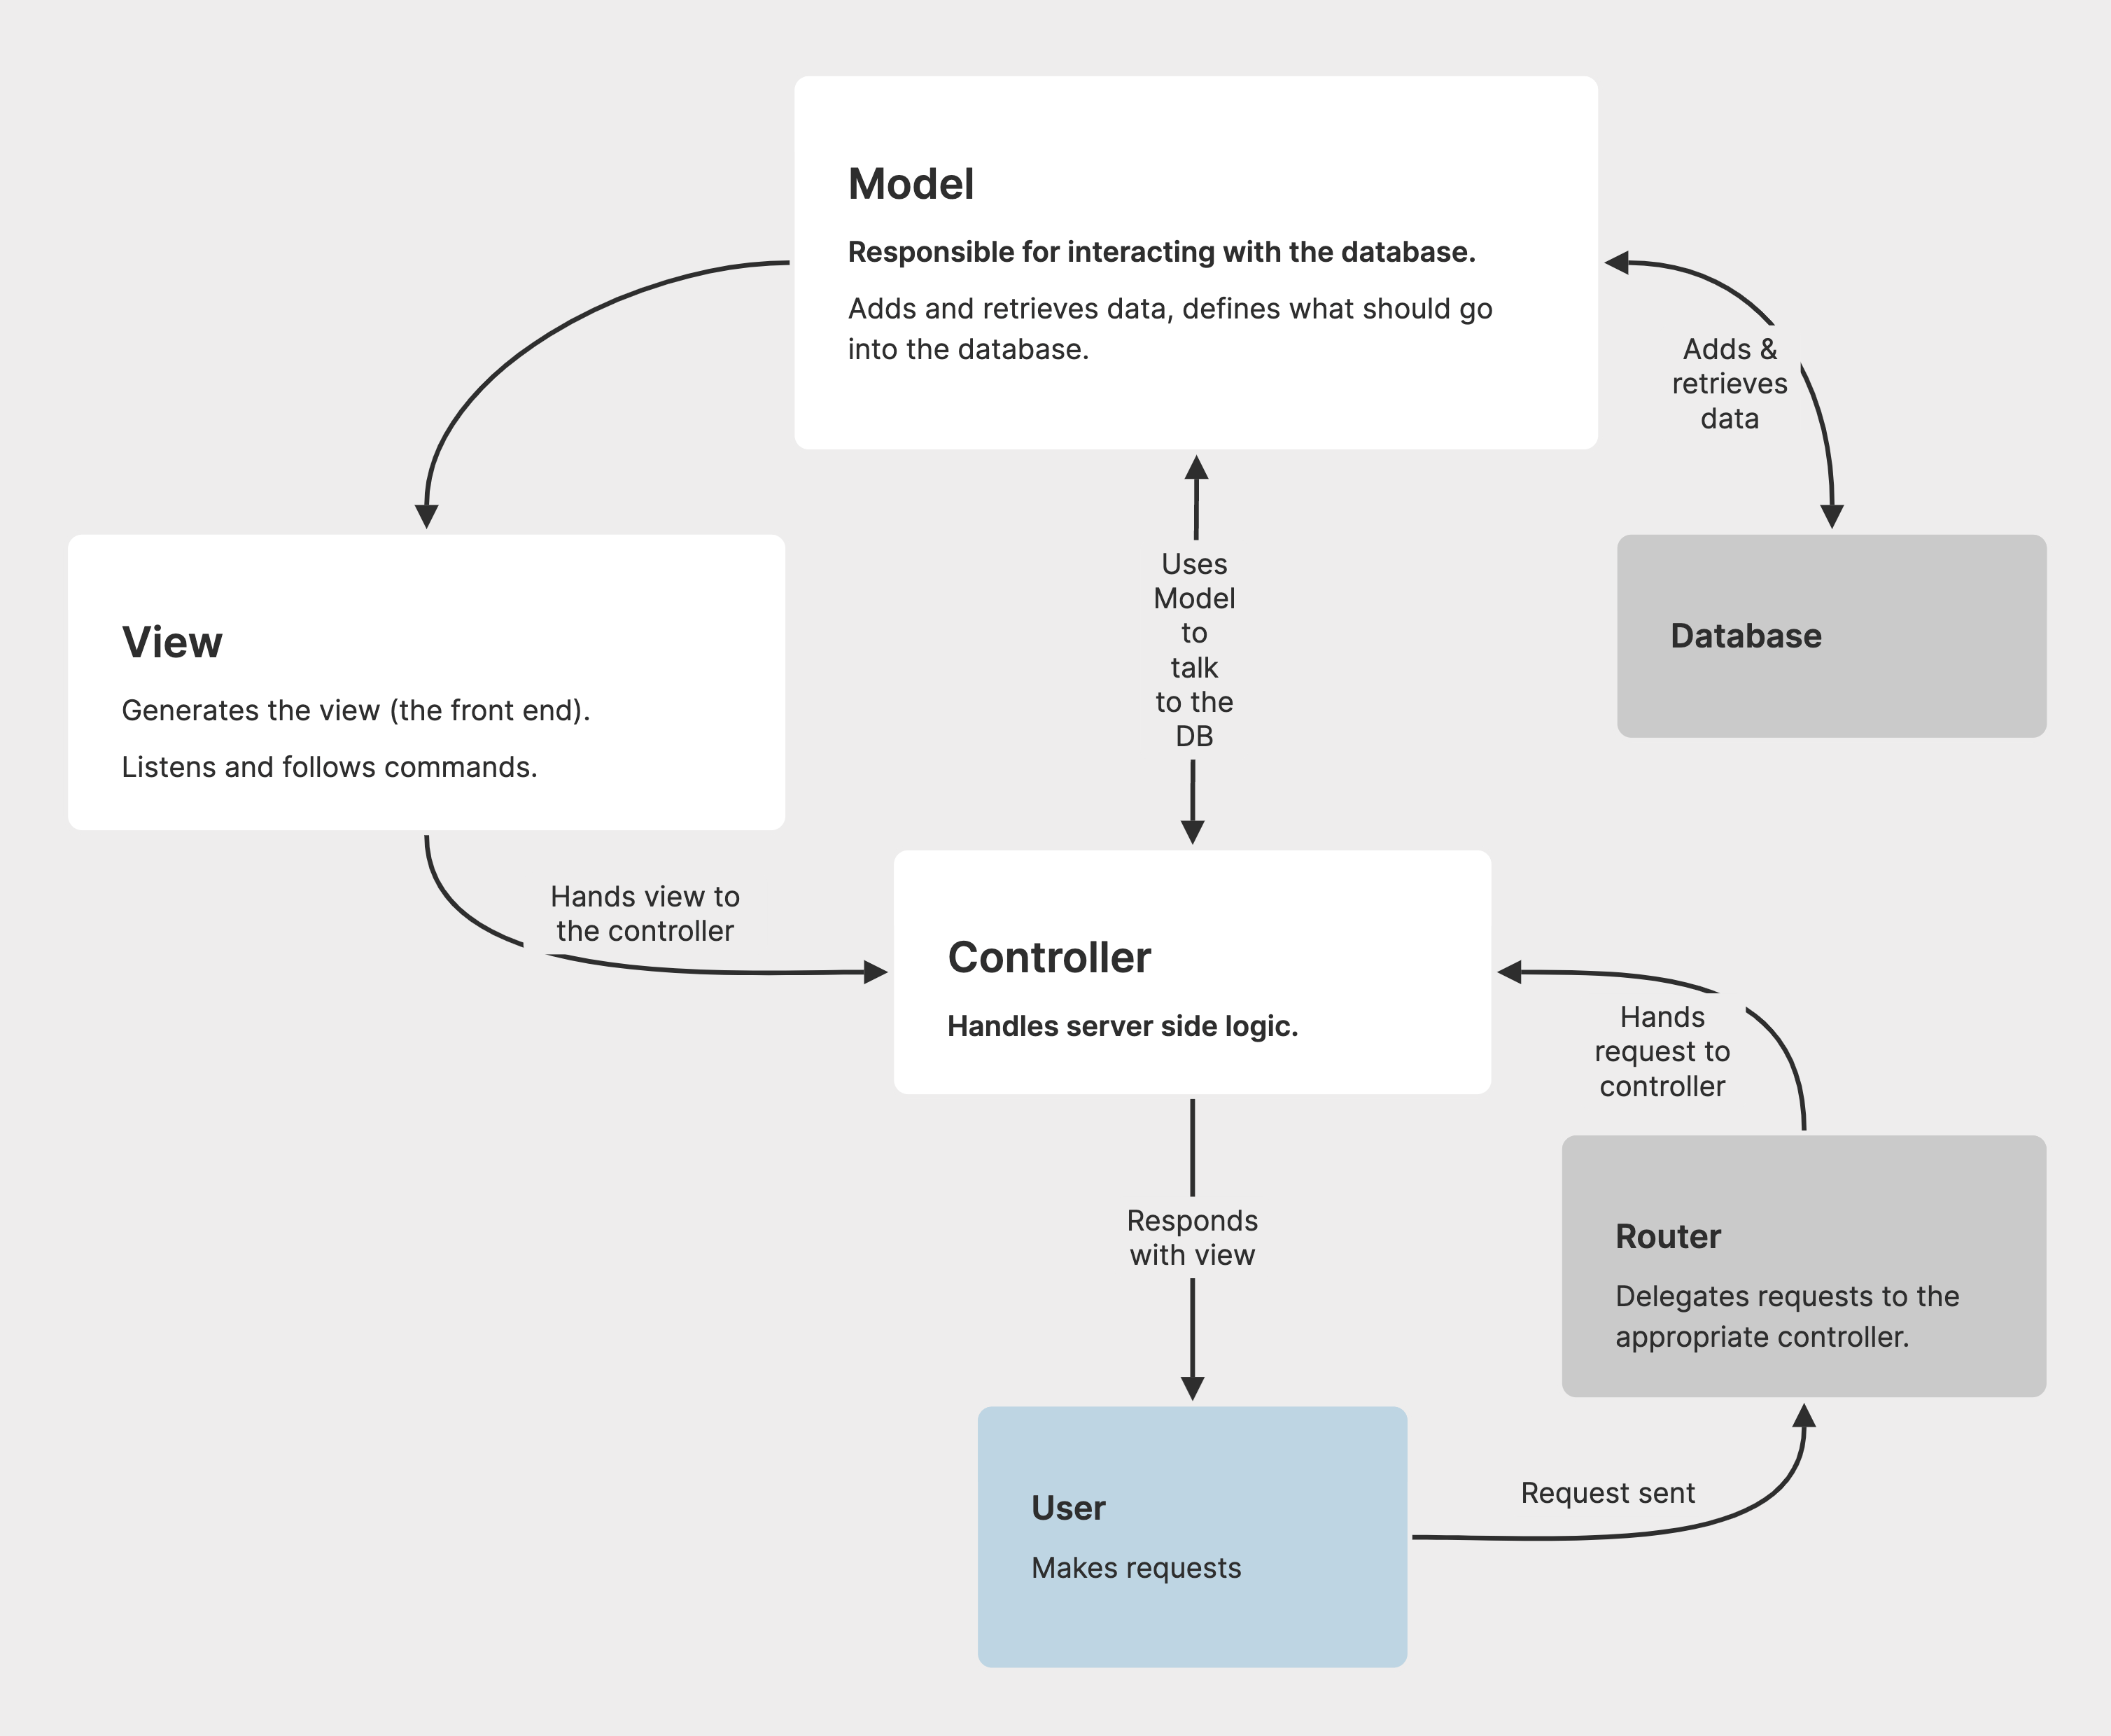 Model
Responsible for interacting with the database.
Adds and retrieves data, defines what should go
into the database.
Adds &
retrieves
data
Uses
Model
to
talk
to the
DB
Database
View
Generates the view (the front end).
Listens and follows commands.
Hands view to
the controller
Controller
Handles server side logic.
Hands
request to
controller
Responds
with view
Router
Delegates requests to the
appropriate controller.
Request sent
User
Makes requests